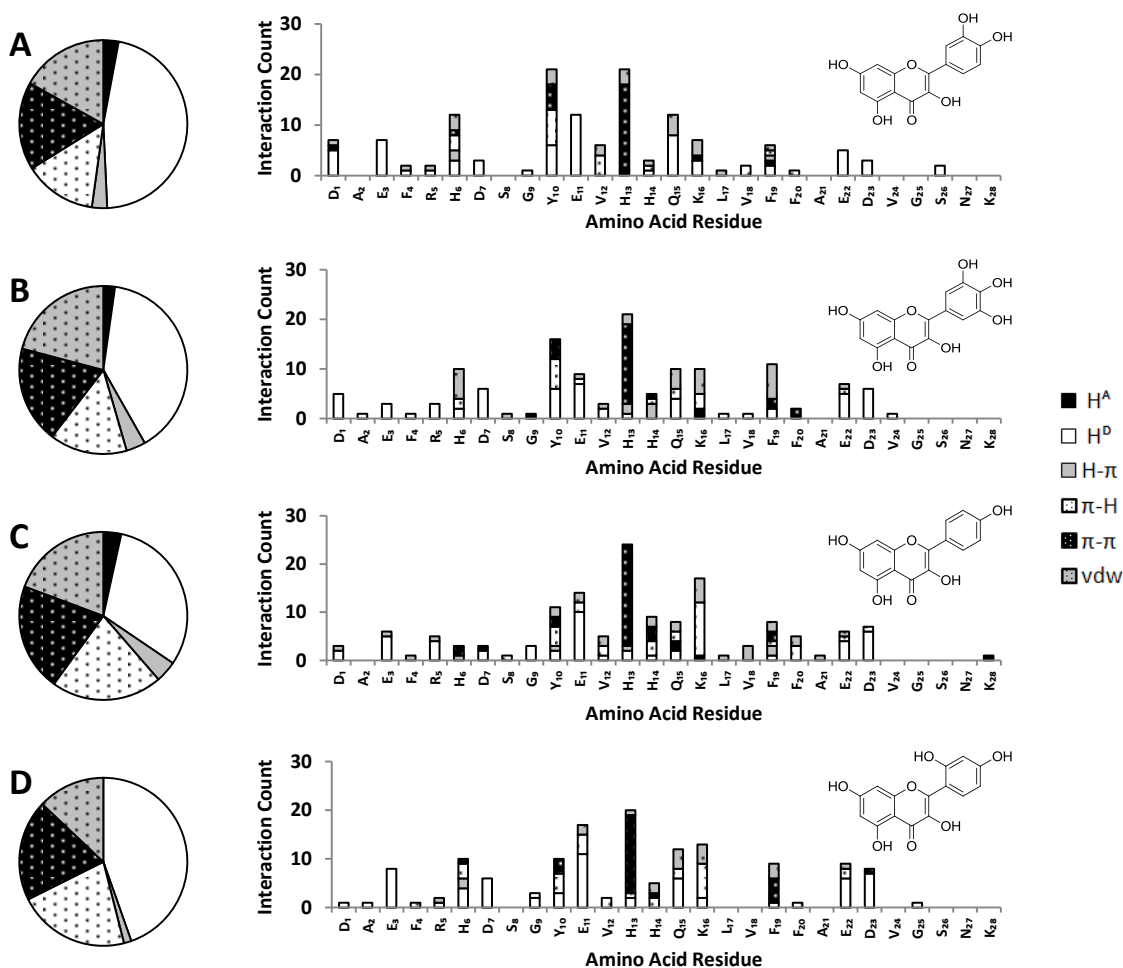 A
Interaction Count
30
20
10
0
D₁ A₂ E₃ F₄ R₅ H₆ D₇ S₈ G₉ Y₁₀ E₁₁ V₁₂ H₁₃ H₁₄ Q₁₅ K₁₆ L₁₇ V₁₈ F₁₉ F₂₀ A₂₁ E₂₂ D₂₃ V₂₄ G₂₅ S₂₆ N₂₇ K₂₈
Amino Acid Residue
OH
OH
HO
O
OH
OH O
B
Interaction Count
30
20
10
0
D₁ A₂ E₃ F₄ R₅ H₆ D₇ S₈ G₉ Y₁₀ E₁₁ V₁₂ H₁₃ H₁₄ Q₁₅ K₁₆ L₁₇ V₁₈ F₁₉ F₂₀ A₂₁ E₂₂ D₂₃ V₂₄ G₂₅ S₂₆ N₂₇ K₂₈
Amino Acid Residue
OH
OH
HO
O
OH
OH
OH O
C
Interaction Count
30
20
10
0
D₁ A₂ E₃ F₄ R₅ H₆ D₇ S₈ G₉ Y₁₀ E₁₁ V₁₂ H₁₃ H₁₄ Q₁₅ K₁₆ L₁₇ V₁₈ F₁₉ F₂₀ A₂₁ E₂₂ D₂₃ V₂₄ G₂₅ S₂₆ N₂₇ K₂₈
Amino Acid Residue
OH
HO
O
OH
OH O
D
Interaction Count
30
20
10
0
D₁ A₂ E₃ F₄ R₅ H₆ D₇ S₈ G₉ Y₁₀ E₁₁ V₁₂ H₁₃ H₁₄ Q₁₅ K₁₆ L₁₇ V₁₈ F₁₉ F₂₀ A₂₁ E₂₂ D₂₃ V₂₄ G₂₅ S₂₆ N₂₇ K₂₈
Amino Acid Residue
HO OH
HO
O
OH
OH O
Hᴬ
Hᴰ
H-π
π-H
π-π
vdw